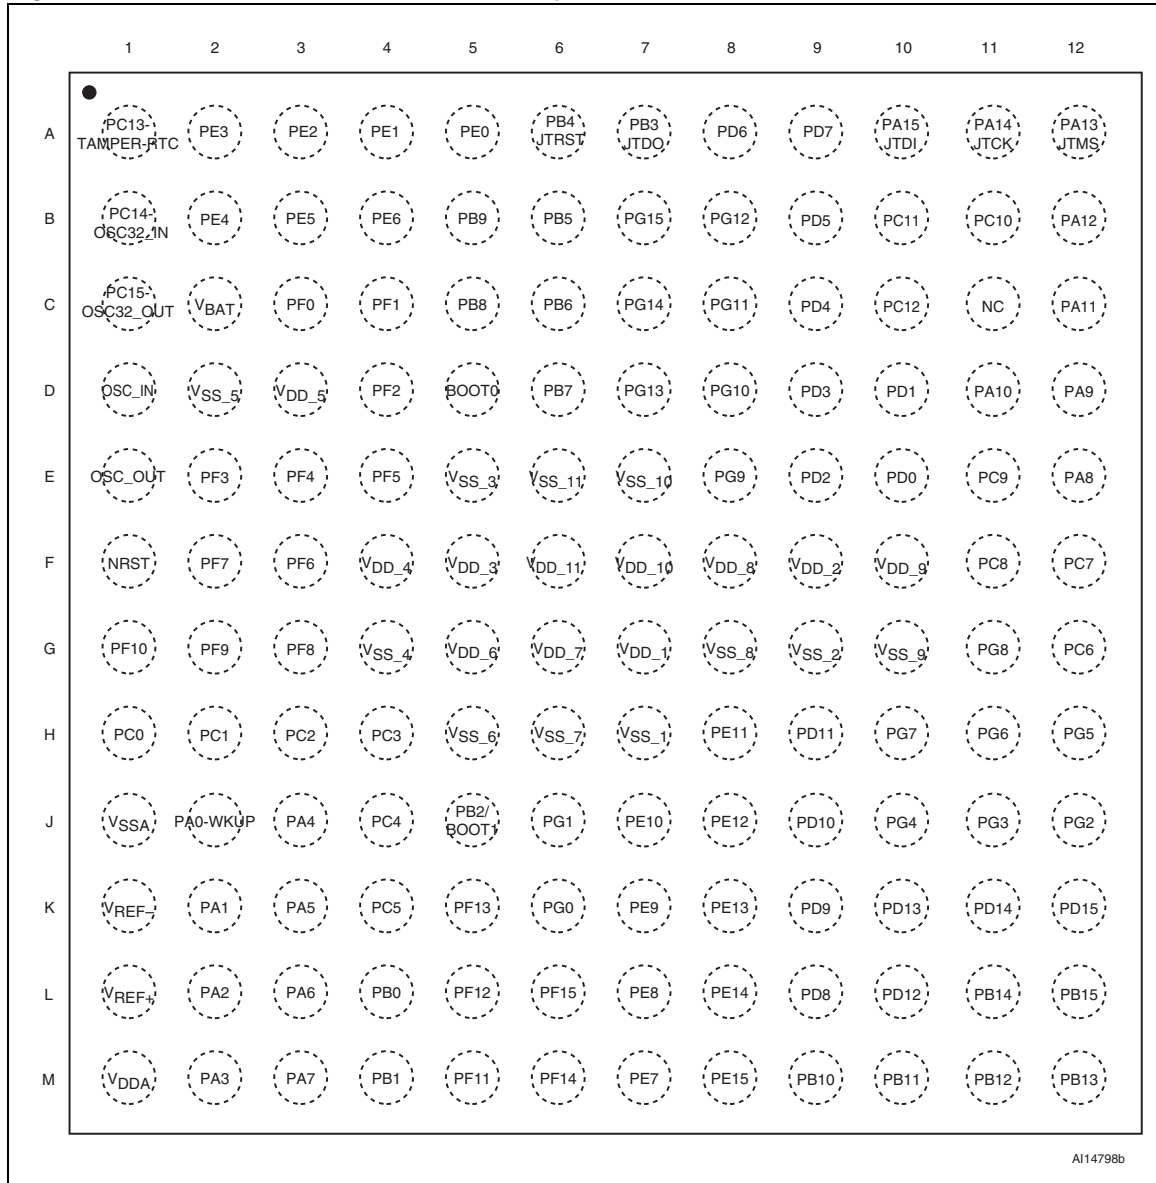 1 2 3 4 5 6 7 8 9 10 11 12
A PC13-TAMPER-RTC PE3 PE2 PE1 PE0 PB4 JTRST PB3 JTDO PD6 PD7 PA15 JTDI PA14 JTCK PA13 JTMS
B PC14-OSC32_IN PE4 PE5 PE6 PB9 PB5 PG15 PG12 PD5 PC11 PC10 PA12
C PC15-OSC32_OUT VBAT PF0 PF1 PB8 PB6 PG14 PG11 PD4 PC12 NC PA11
D OSC_IN VSS_5 VDD_5 PF2 BOOT0 PB7 PG13 PG10 PD3 PD1 PA10 PA9
E OSC_OUT PF3 PF4 PF5 VSS_3 VSS_11 VSS_10 PG9 PD2 PD0 PC9 PA8
F NRST PF7 PF6 VDD_4 VDD_3 VDD_11 VDD_10 VDD_8 VDD_2 VDD_9 PC8 PC7
G PF10 PF9 PF8 VSS_4 VDD_6 VDD_7 VDD_1 VSS_8 VSS_2 VSS_9 PG8 PC6
H PC0 PC1 PC2 PC3 VSS_6 VSS_7 VSS_1 PE11 PD11 PG7 PG6 PG5
J VSSA PA0-WKUP PA4 PC4 PB2/BOOT1 PG1 PE10 PE12 PD10 PG4 PG3 PG2
K VREF– PA1 PA5 PC5 PF13 PG0 PE9 PE13 PD9 PD13 PD14 PD15
L VREF+ PA2 PA6 PB0 PF12 PF15 PE8 PE14 PD8 PD12 PB14 PB15
M VDDA PA3 PA7 PB1 PF11 PF14 PE7 PE15 PB10 PB11 PB12 PB13
AI14798b